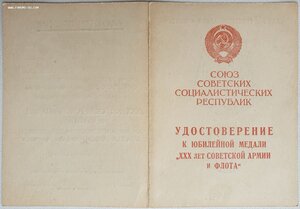 СОЮЗ
СОВЕТСКИХ
СОЦИАЛИСТИЧЕСКИХ
РЕСПУБЛИК
УДОСТОВЕРЕНИЕ
К ЮБИЛЕЙНОЙ МЕДАЛИ
„XXX ЛЕТ СОВЕТСКОЙ АРМИИ
И ФЛОТА“